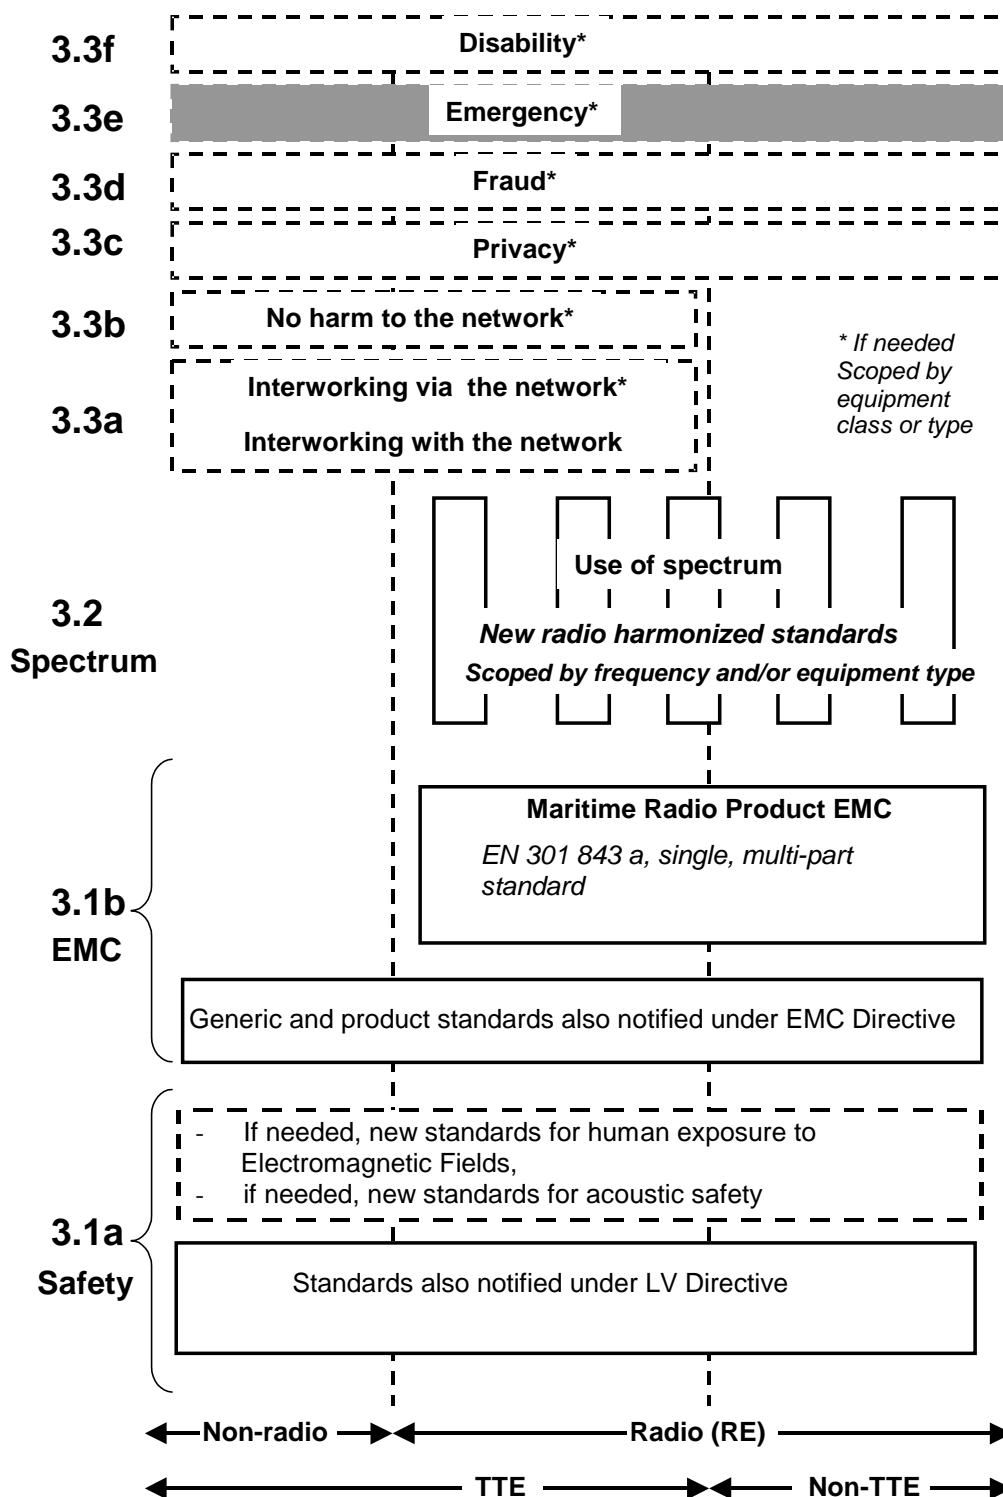 3.3f
Disability*
3.3e
Emergency*
3.3d
Fraud*
3.3c
Privacy*
3.3b
No harm to the network*
* If needed
Scoped by
equipment
class or type
3.3a
Interworking via the network*
Interworking with the network
3.2
Spectrum
Use of spectrum
New radio harmonized standards
Scoped by frequency and/or equipment type
3.1b
EMC
Maritime Radio Product EMC
EN 301 843 a, single, multi-part
standard
Generic and product standards also notified under EMC Directive
3.1a
Safety
- If needed, new standards for human exposure to
Electromagnetic Fields,
- if needed, new standards for acoustic safety
Standards also notified under LV Directive
Non-radio
Radio (RE)
TTE
Non-TTE